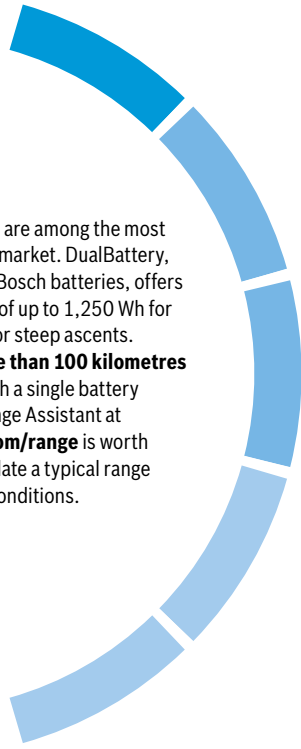 are among the most
market. DualBattery,
Bosch batteries, offers
of up to 1,250 Wh for
or steep ascents.
e than 100 kilometres
h a single battery
nge Assistant at
om/range is worth
late a typical range
onditions.